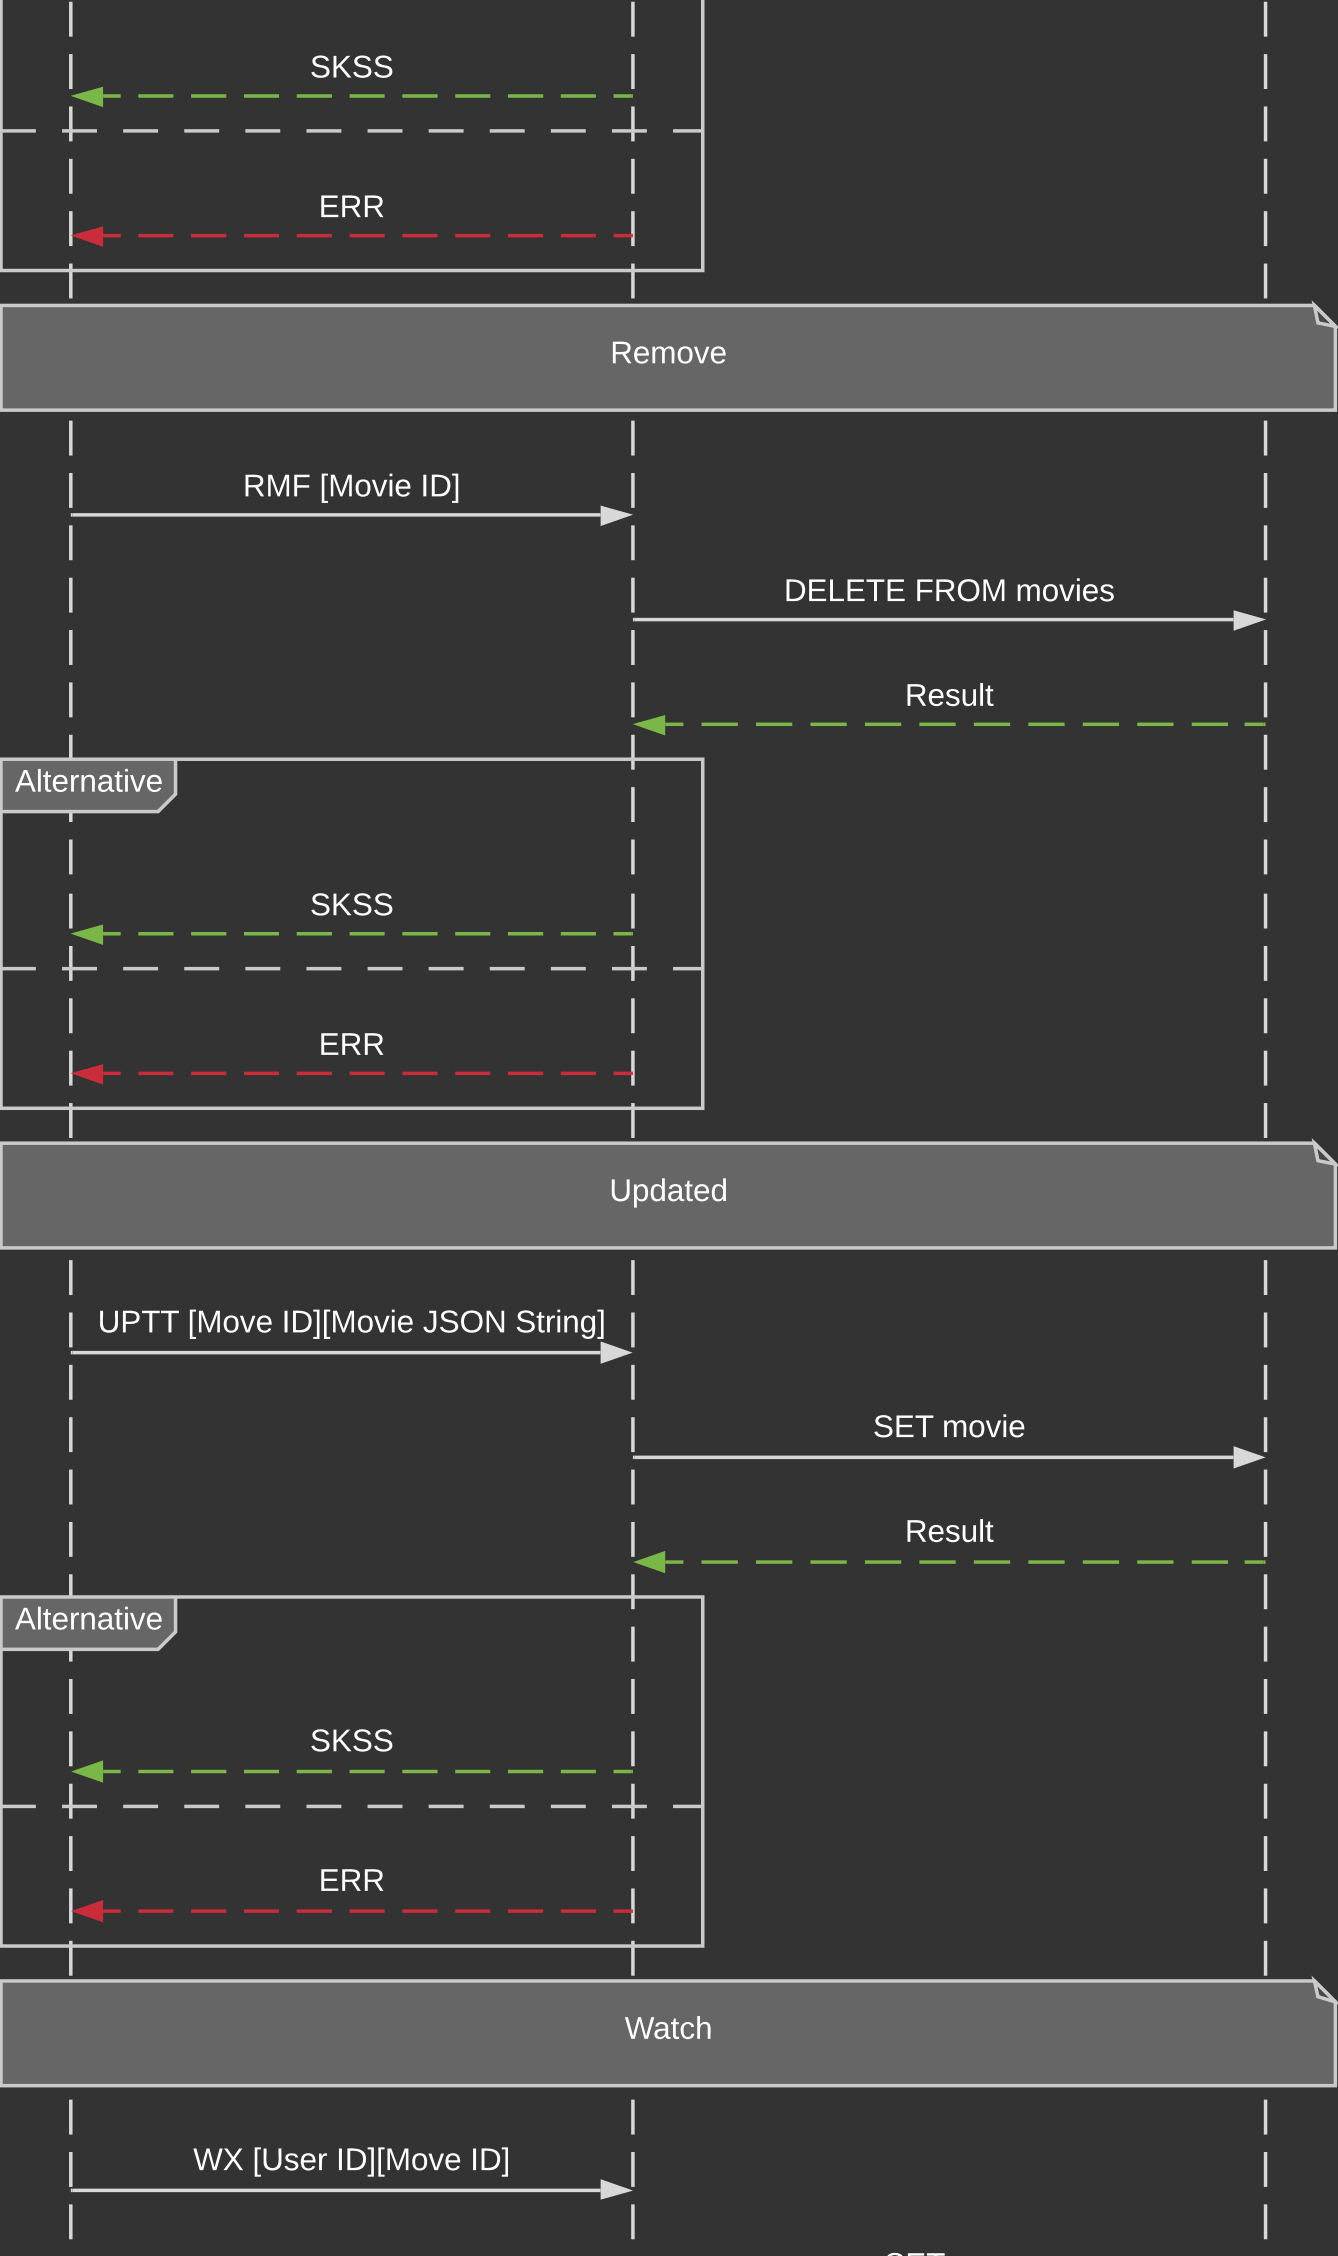 SKSS
ERR
Remove
RMF [Movie ID]
DELETE FROM movies
Result
Alternative
SKSS
ERR
Updated
UPTT [Move ID][Movie JSON String]
SET movie
Result
Alternative
SKSS
ERR
Watch
WX [User ID][Move ID]